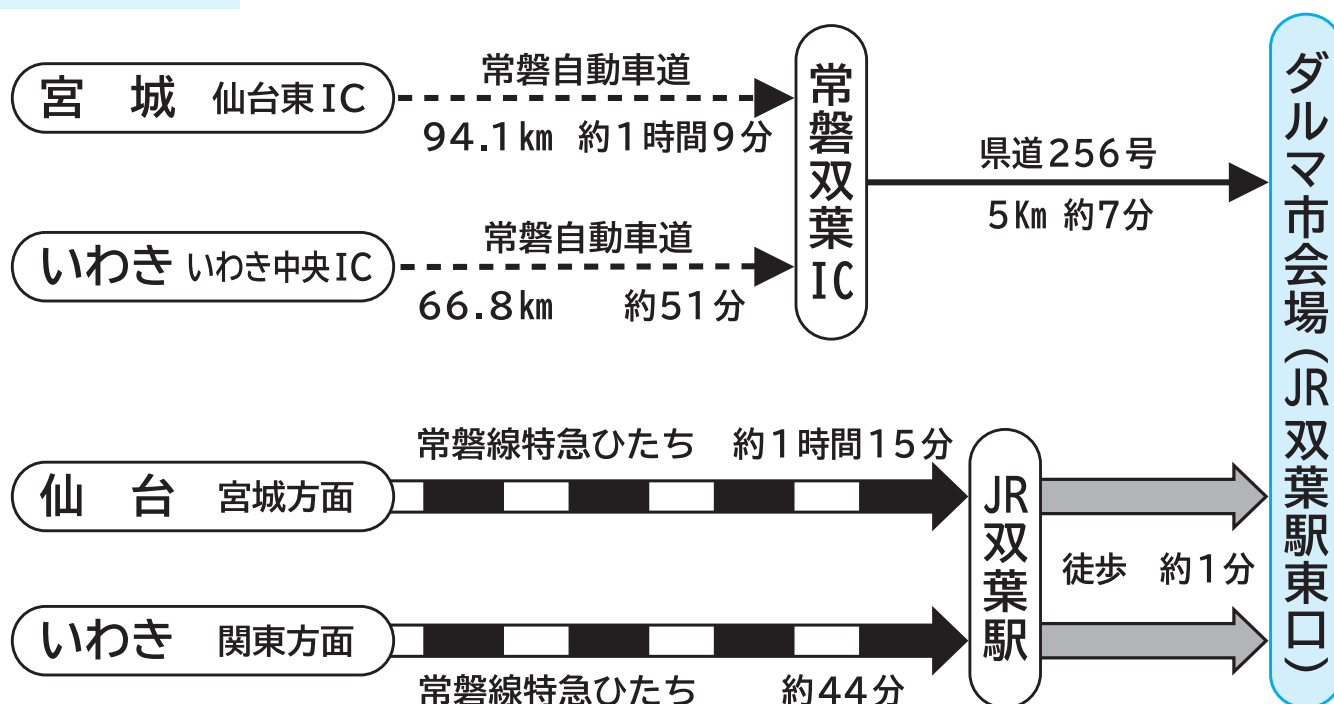 宮 城 仙台東IC
常磐自動車道
94.1㎞ 約1時間9分
いわき いわき中央IC
常磐自動車道
66.8㎞ 約51分
常磐双葉IC
県道256号
5Km 約7分
仙 台 宮城方面
常磐線特急ひたち 約1時間15分
いわき 関東方面
常磐線特急ひたち 約44分
JR双葉駅
徒歩 約1分
ダルマ市会場(JR双葉駅東口)